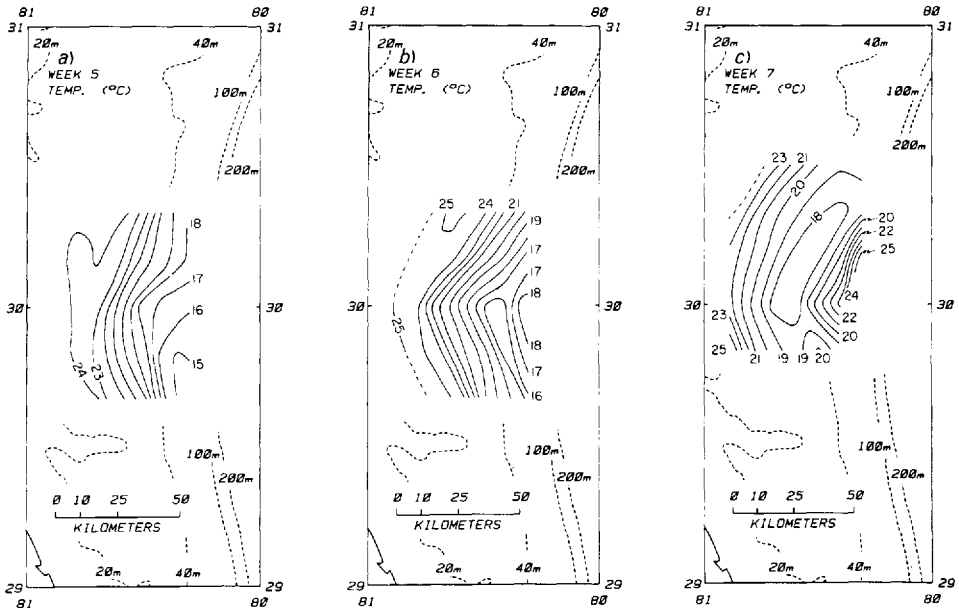 81 80
31 31
20m 40m
a)
WEEK 5
TEMP. (°C)
100m
200m
18
17
30 30
16
15
24 23
100m
200m
0 10 25 50
KILOMETERS
20m 40m
29
81 80
81 80
31
20m 40m
b)
WEEK 6
TEMP. (°C)
100m
200m
25 24 21
19
17
17
18
30
25
18
17
16
100m
200m
0 10 25 50
KILOMETERS
20m 40m
29
81 80
81 80
31 31
20m 40m
c)
WEEK 7
TEMP. (°C)
100m
200m
23 21
20
18
20
22
25
30 30
24
23 22
20
25 21 19 19 20
100m
200m
0 10 25 50
KILOMETERS
20m 40m
29 29
81 80